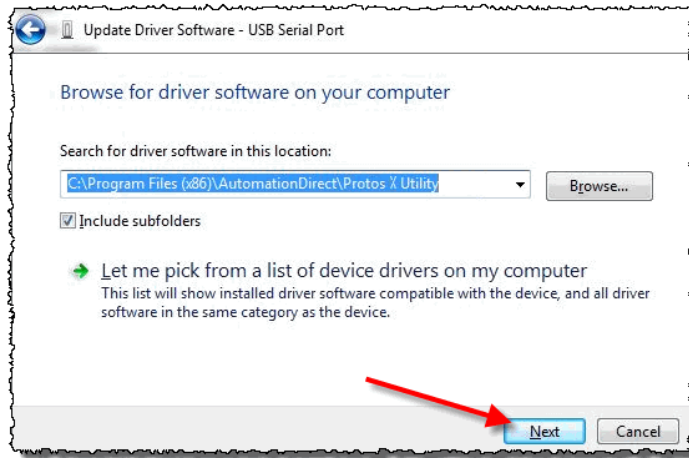 Update Driver Software - USB Serial Port
Browse for driver software on your computer
Search for driver software in this location:
C:\Program Files (x86)\AutomationDirect\Protos X Utility
Browse...
Include subfolders
Let me pick from a list of device drivers on my computer
This list will show installed driver software compatible with the device, and all driver
software in the same category as the device.
Next
Cancel